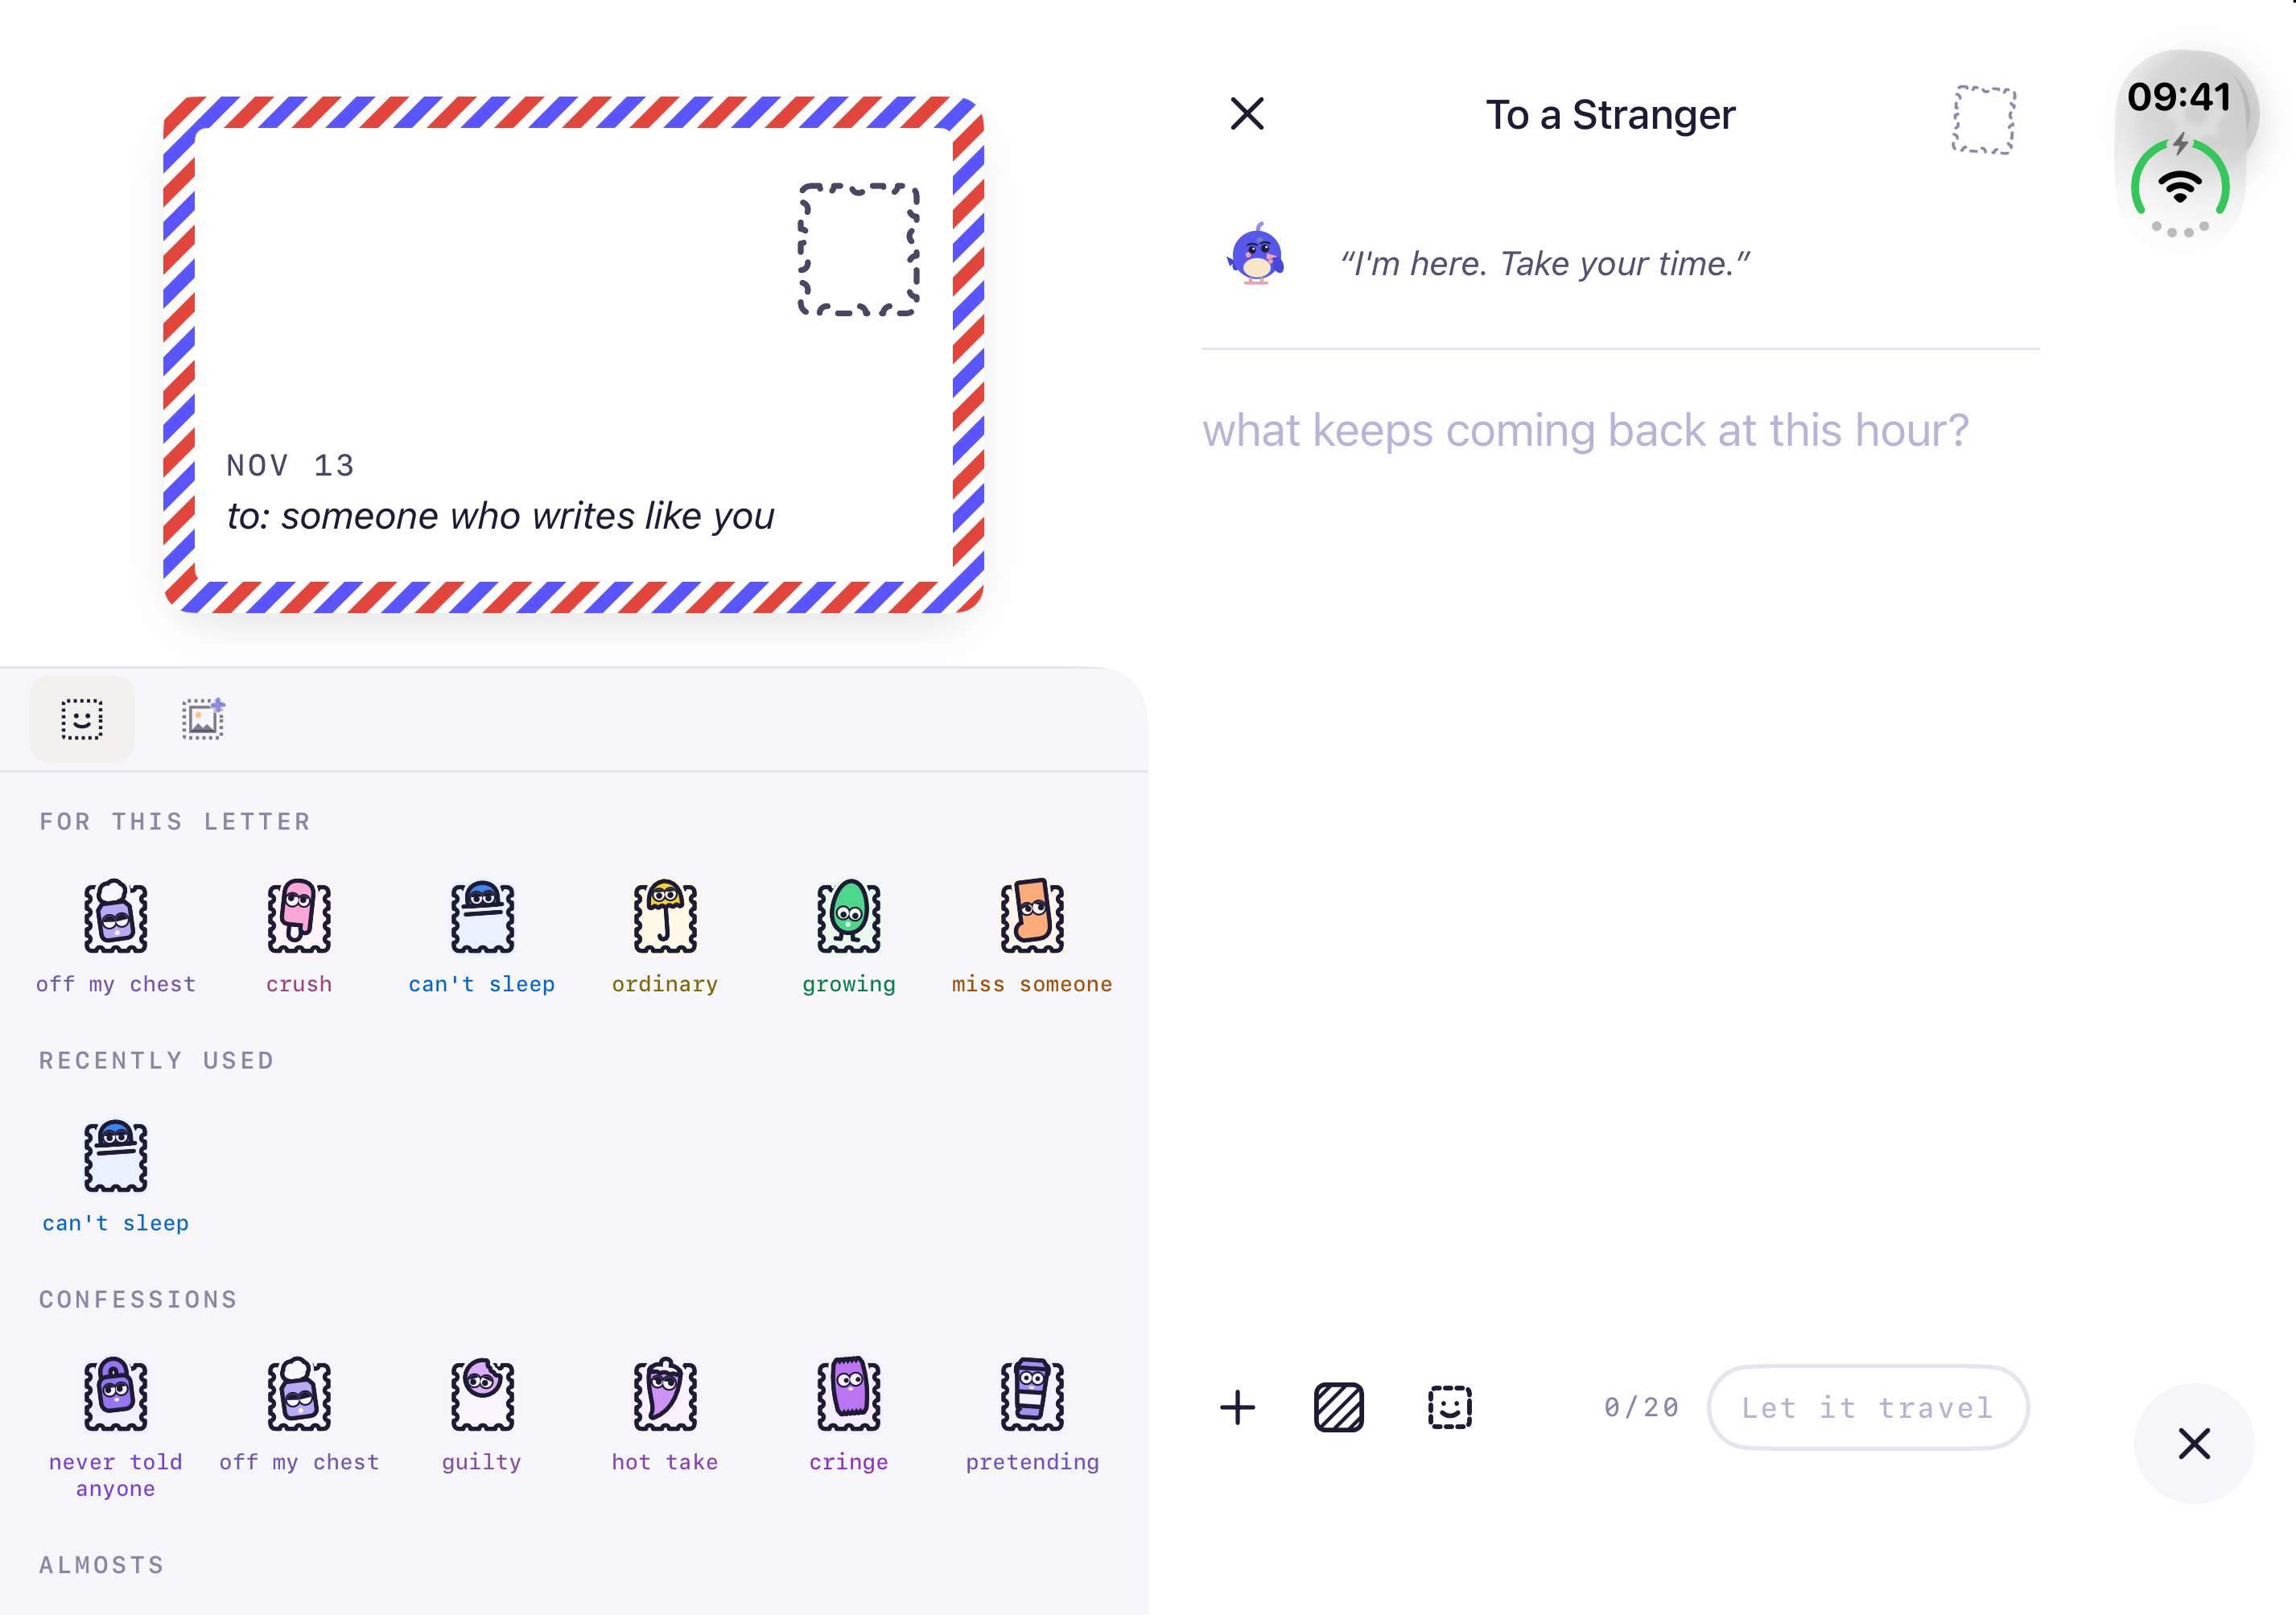 NOV 13
to: someone who writes like you
FOR THIS LETTER
off my chest
crush
can't sleep
ordinary
growing
miss someone
RECENTLY USED
can't sleep
CONFESSIONS
never told
anyone
off my chest
guilty
hot take
cringe
pretending
ALMOSTS
To a Stranger
“I'm here. Take your time.”
what keeps coming back at this hour?
0/20
Let it travel
09:41